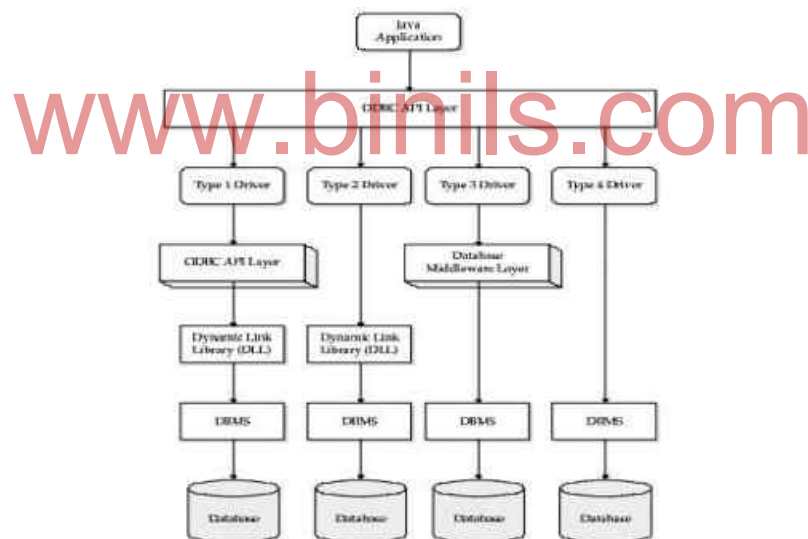 Java
Application
www.binils.com
ODBC API Layer
Type 1 Driver
Type 2 Driver
Type 3 Driver
Type 4 Driver
ODBC API Layer
Database
Middleware Layer
Dynamic Link
Library (DLL)
Dynamic Link
Library (DLL)
DBMS
DBMS
DBMS
DBMS
Database
Database
Database
Database